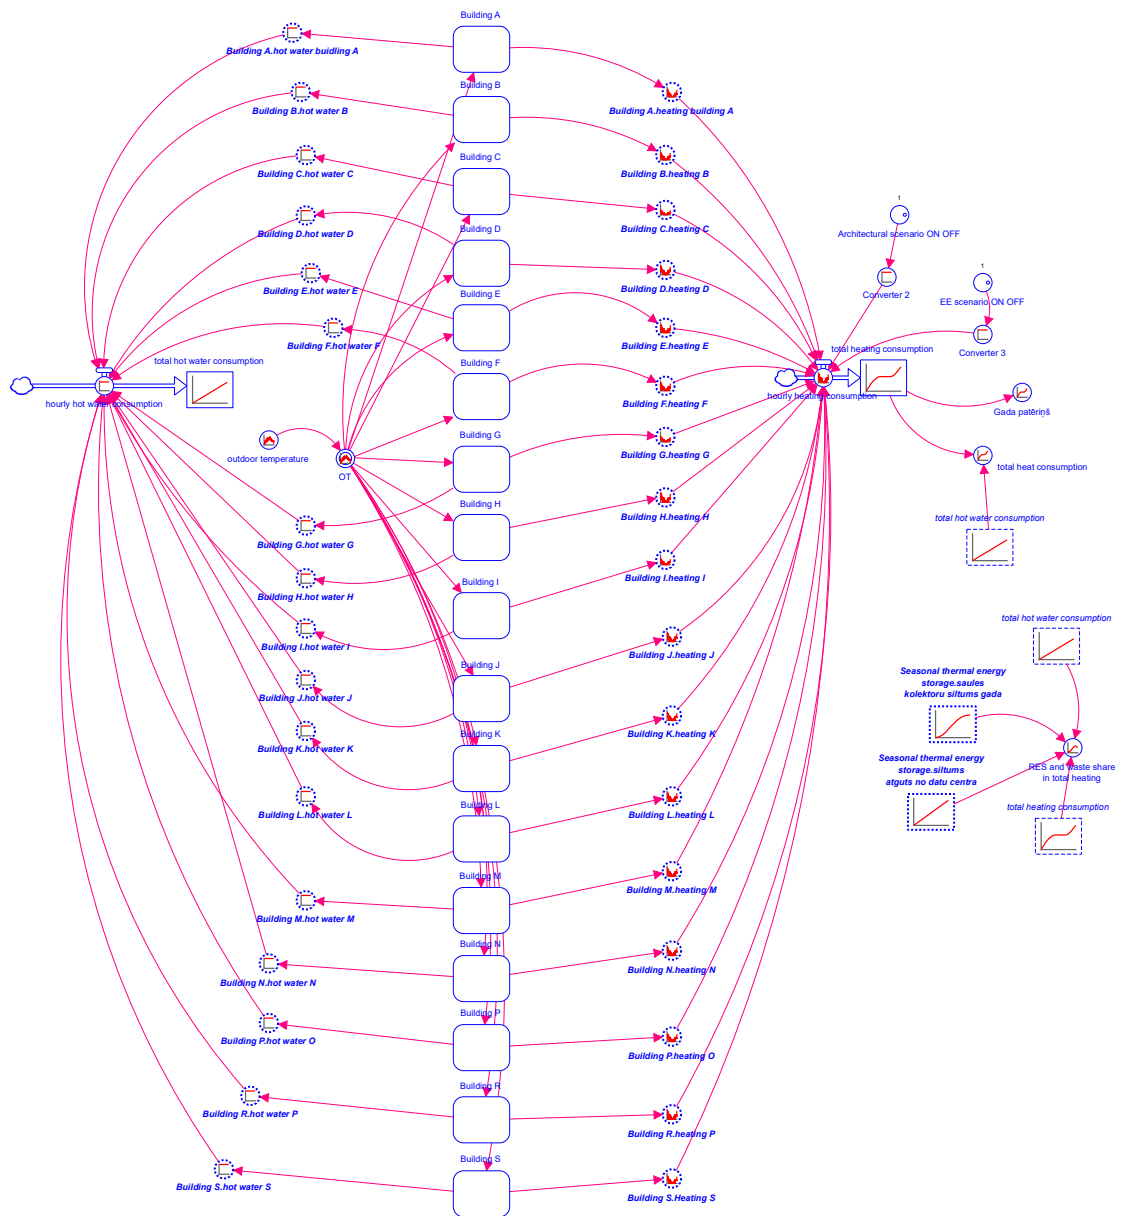 Building A
Building A.hot water buidling A
Building B
Building A.heating building A
Building B.hot water B
Building C
Building B.heating B
Building C.hot water C
1
Building D
Building C.heating C
Architectural scenario ON OFF
Building D.hot water D
1
Building E
Building D.heating D
Converter 2
EE scenario ON OFF
Building E.hot water E
Building F.hot water F
Building E.heating E
total heating consumption
Converter 3
total hot water consumption
Building F
hourly hot water consumption
Building F.heating F
hourly heating consumption
Gada patēriņš
Building G
outdoor temperature
OT
Building G.heating G
total heat consumption
Building H
Building H.heating H
total hot water consumption
Building G.hot water G
Building I
Building I.heating I
Building H.hot water H
total hot water consumption
Building I.hot water I
Building J
Building J.heating J
Seasonal thermal energy
storage.saules
kolektoru siltums gada
Building J.hot water J
Building K
Building K.heating K
Building K.hot water K
Seasonal thermal energy
storage.siltums
atguts no datu centra
RES and waste share
in total heating
Building L
Building L.hot water L
Building L.heating L
total heating consumption
Building M
Building M.heating M
Building M.hot water M
Building N
Building N.heating N
Building N.hot water N
Building P
Building P.hot water O
Building P.heating O
Building R
Building R.hot water P
Building R.heating P
Building S
Building S.hot water S
Building S.Heating S